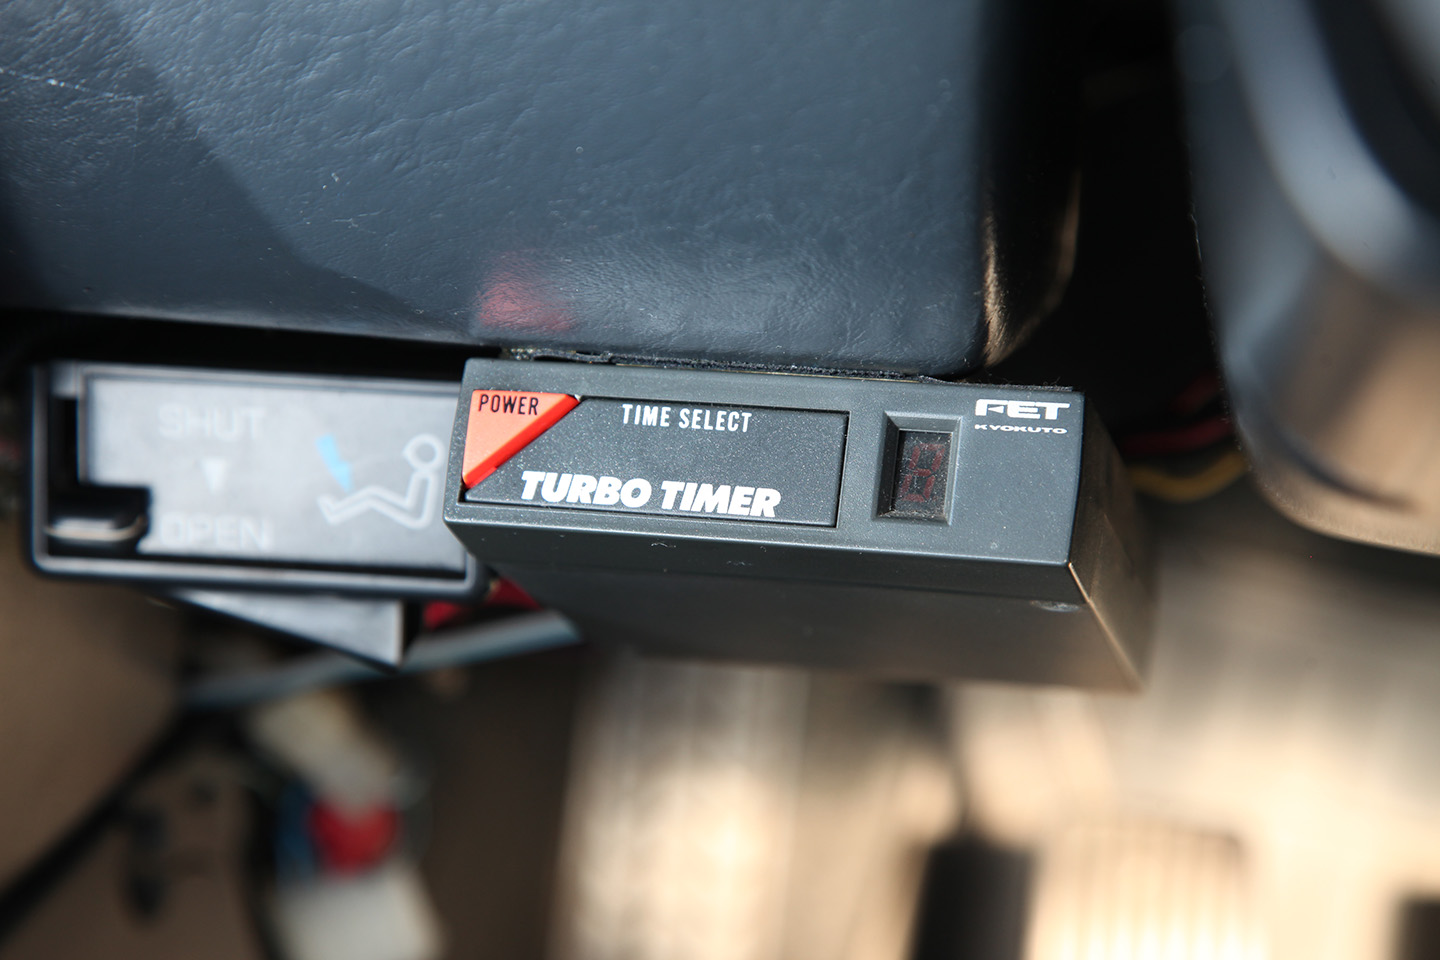 SHUT
OPEN
POWER
TIME SELECT
TURBO TIMER
FET
KYOKUTO